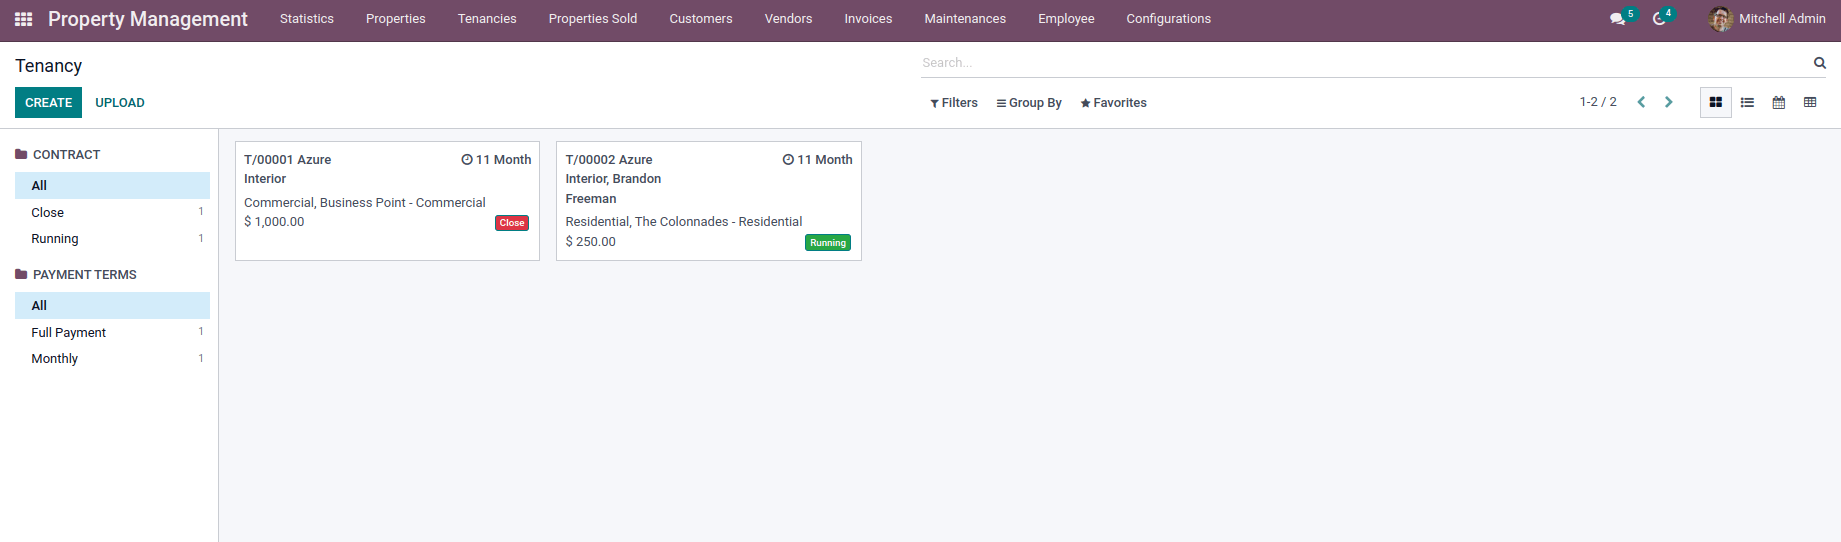 Property Management Statistics Properties Tenancies Properties Sold Customers Vendors Invoices Maintenances Employee Configurations 5 4 Mitchell Admin
Tenancy
Search...
CREATE UPLOAD
Filters Group By Favorites 1-2 / 2
CONTRACT
All
Close 1
Running 1
PAYMENT TERMS
All
Full Payment 1
Monthly 1
T/00001 Azure 11 Month
Interior
Commercial, Business Point - Commercial
$ 1,000.00 Close
T/00002 Azure 11 Month
Interior, Brandon
Freeman
Residential, The Colonnades - Residential
$ 250.00 Running